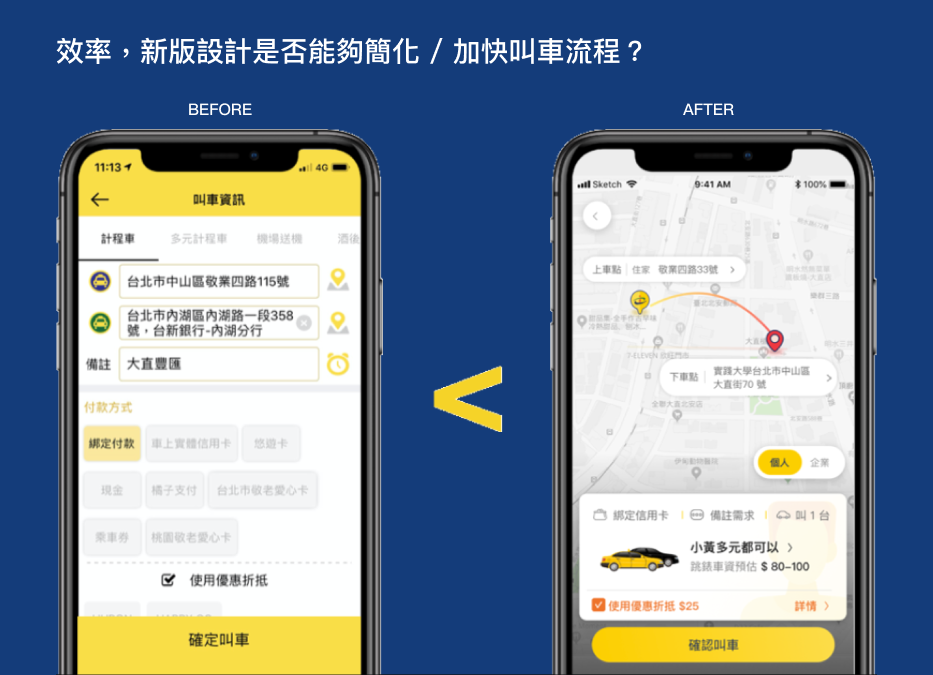 效率，新版設計是否能夠簡化 / 加快叫車流程？
BEFORE
AFTER
11:13
4G
叫車資訊
計程車
多元計程車
機場送機
酒後
台北市中山區敬業四路115號
台北市內湖區內湖路一段358
號，台新銀行-內湖分行
備註
大直豐匯
付款方式
綁定付款
車上實體信用卡
悠遊卡
現金
橘子支付
台北市敬老愛心卡
乘車券
桃園敬老愛心卡
使用優惠折抵
確定叫車
<
Sketch
9:41 AM
100%
上車點
住家
敬業四路33號
7-ELEVEN
下車點
實踐大學台北市中山區
大直街70 號
個人
企業
綁定信用卡
備註需求
叫 1 台
小黃多元都可以
跳錶車資預估 $ 80–100
使用優惠折抵 $25
詳情
確認叫車